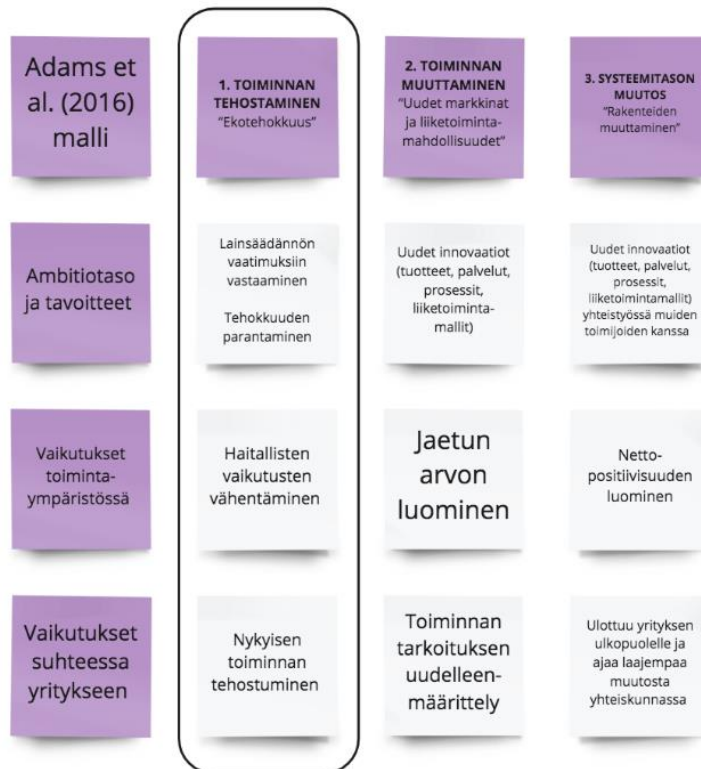 Adams et
al. (2016)
malli
1. TOIMINNAN
TEHOSTAMINEN
"Ekotehokkuus"
2. TOIMINNAN
MUUTTAMINEN
"Uudet markkinat
ja liiketoiminta-
mahdollisuudet"
3. SYSTEEMITASON
MUUTOS
"Rakenteiden
muuttaminen"
Ambitiotaso
ja tavoitteet
Lainsäädännön
vaatimuksiin
vastaaminen
Tehokkuuden
parantaminen
Uudet innovaatiot
(tuotteet, palvelut,
prosessit,
liiketoiminta-
mallit)
Uudet innovaatiot
(tuotteet, palvelut,
prosessit,
liiketoimintamallit)
yhteistyössä muiden
toimijoiden kanssa
Vaikutukset
toiminta-
ympäristössä
Haitallisten
vaikutusten
vähentäminen
Jaetun
arvon
luominen
Netto-
positiivisuuden
luominen
Vaikutukset
suhteessa
yritykseen
Nykyisen
toiminnan
tehostuminen
Toiminnan
tarkoituksen
uudelleen-
määrittely
Ulottuu yrityksen
ulkopuolelle ja
ajaa laajempaa
muutosta
yhteiskunnassa